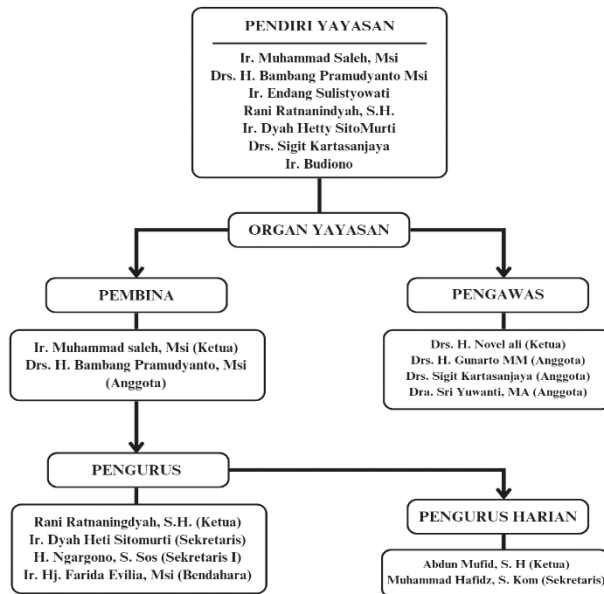 PENDIRI YAYASAN
Ir. Muhammad Saleh, Msi
Drs. H. Bambang Pramudyanto Msi
Ir. Endang Sulistyowati
Rani Ratnanindyah, S.H.
Ir. Dyah Hetty SitoMurti
Drs. Sigit Kartasanjaya
Ir. Budiono
ORGAN YAYASAN
PEMBINA
Ir. Muhammad saleh, Msi (Ketua)
Drs. H. Bambang Pramudyanto, Msi
(Anggota)
PENGAWAS
Drs. H. Novel ali (Ketua)
Drs. H. Gunarto MM (Anggota)
Drs. Sigit Kartasanjaya (Anggota)
Dra. Sri Yuwanti, MA (Anggota)
PENGURUS
Rani Ratnaningdyah, S.H. (Ketua)
Ir. Dyah Heti Sitomurti (Sekretaris)
H. Ngargono, S. Sos (Sekretaris I)
Ir. Hj. Farida Evilia, Msi (Bendahara)
PENGURUS HARIAN
Abdun Mufid, S. H (Ketua)
Muhammad Hafidz, S. Kom (Sekretaris)